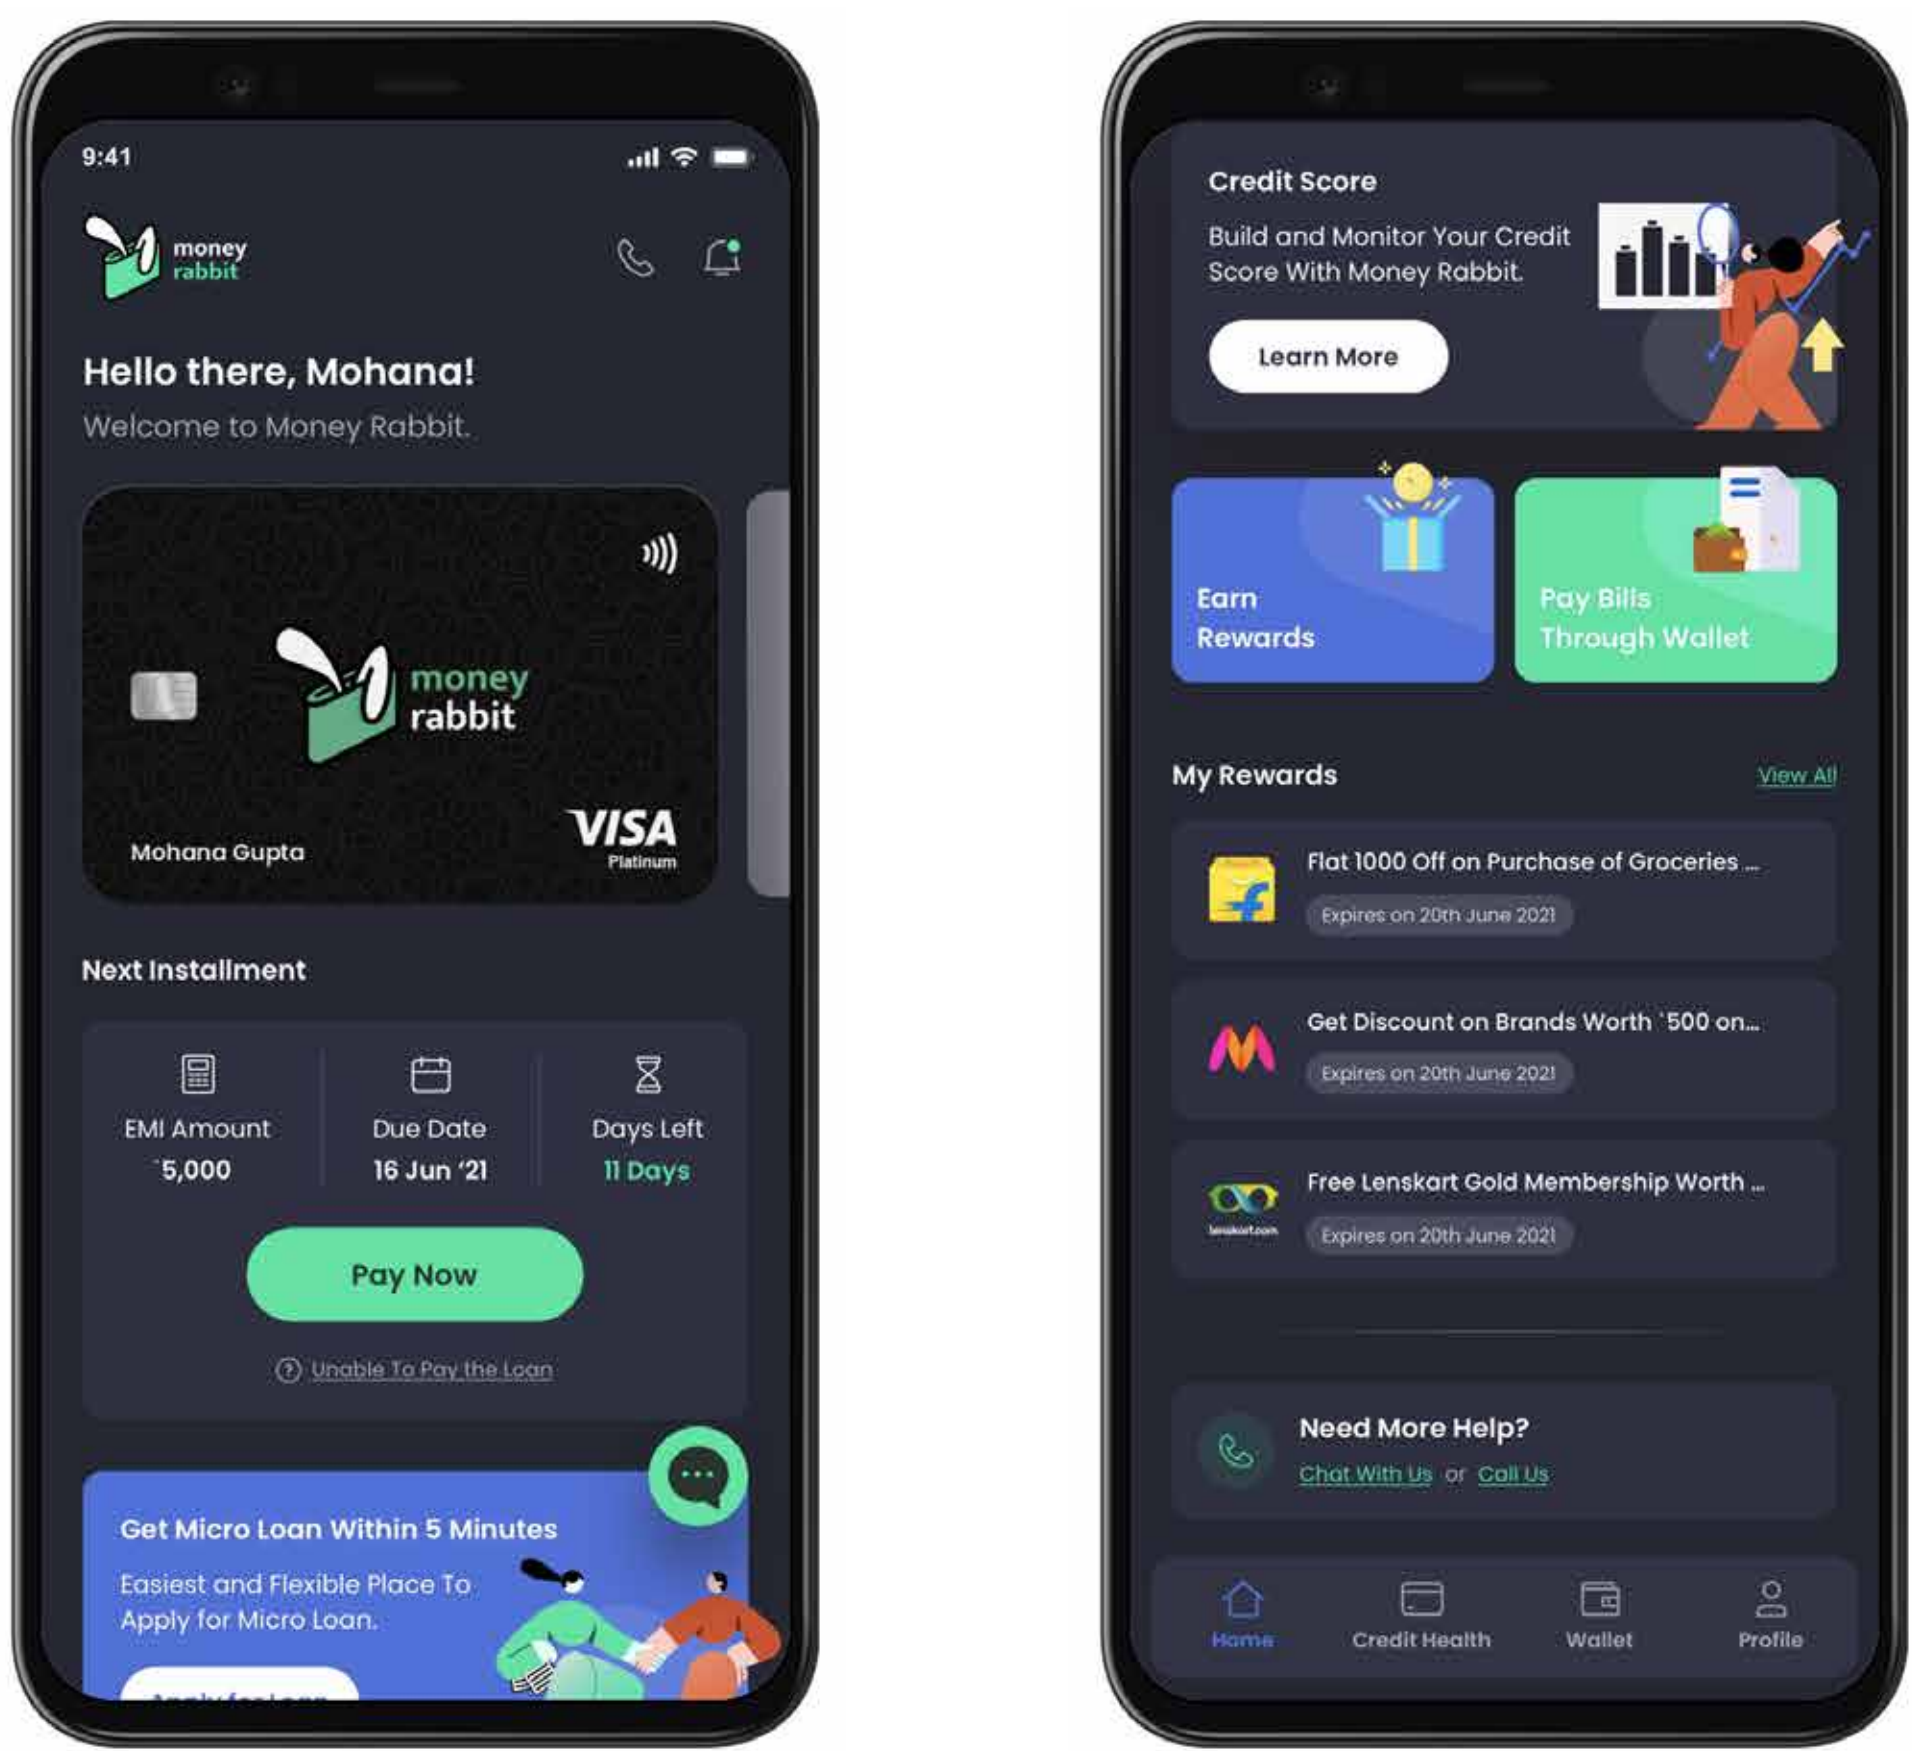 9:41
money
rabbit
Hello there, Mohana!
Welcome to Money Rabbit.
money
rabbit
VISA
Platinum
Mohana Gupta
Next Installment
EMI Amount
`5,000
Due Date
16 Jun ‘21
Days Left
11 Days
Pay Now
Unable To Pay the Loan
Get Micro Loan Within 5 Minutes
Easiest and Flexible Place To
Apply for Micro Loan.
Apply for Loan
Credit Score
Build and Monitor Your Credit
Score With Money Rabbit.
Learn More
Earn
Rewards
Pay Bills
Through Wallet
My Rewards
View All
Flat 1000 Off on Purchase of Groceries ...
Expires on 20th June 2021
Get Discount on Brands Worth `500 on...
Expires on 20th June 2021
Free Lenskart Gold Membership Worth ...
lenskart.com
Expires on 20th June 2021
Need More Help?
Chat With Us or Call Us
Home
Credit Health
Wallet
Profile